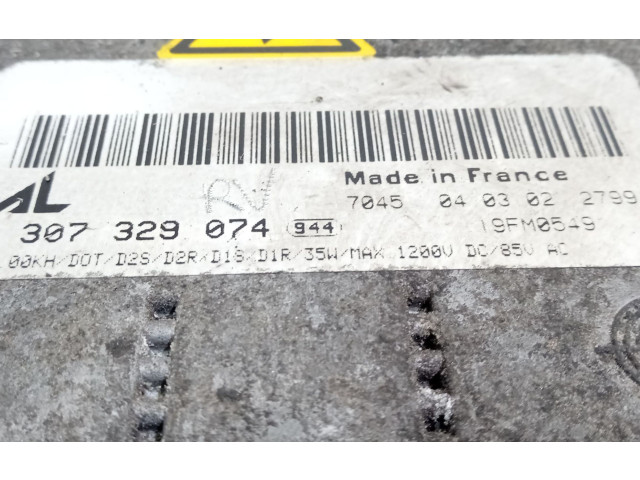 Made in France
AL
RV
7045 04 03 02 2799
307 329 074 944
9FM0549
00KH/DOT/D2S/D2R/D1S/D1R/35W/MAX 1200V DC/85V AC